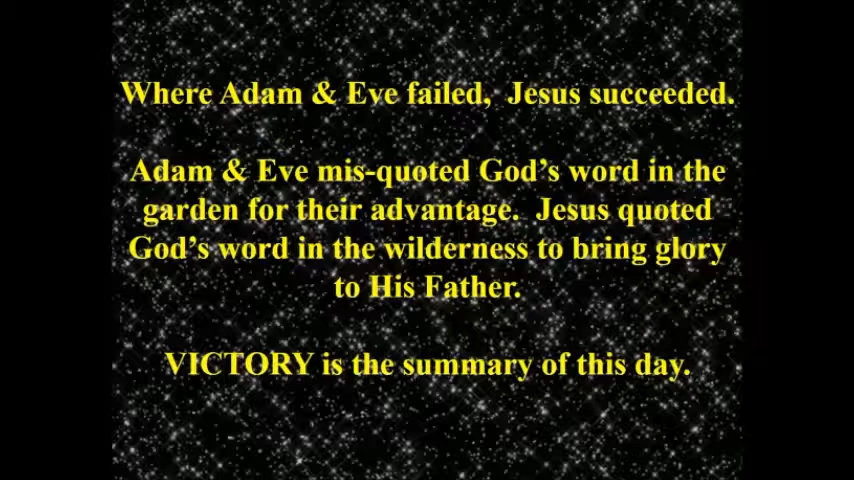 Where Adam & Eve failed,  Jesus succeeded.
Adam & Eve mis-quoted God’s word in the
garden for their advantage.  Jesus quoted
God’s word in the wilderness to bring glory
to His Father.
VICTORY is the summary of this day.